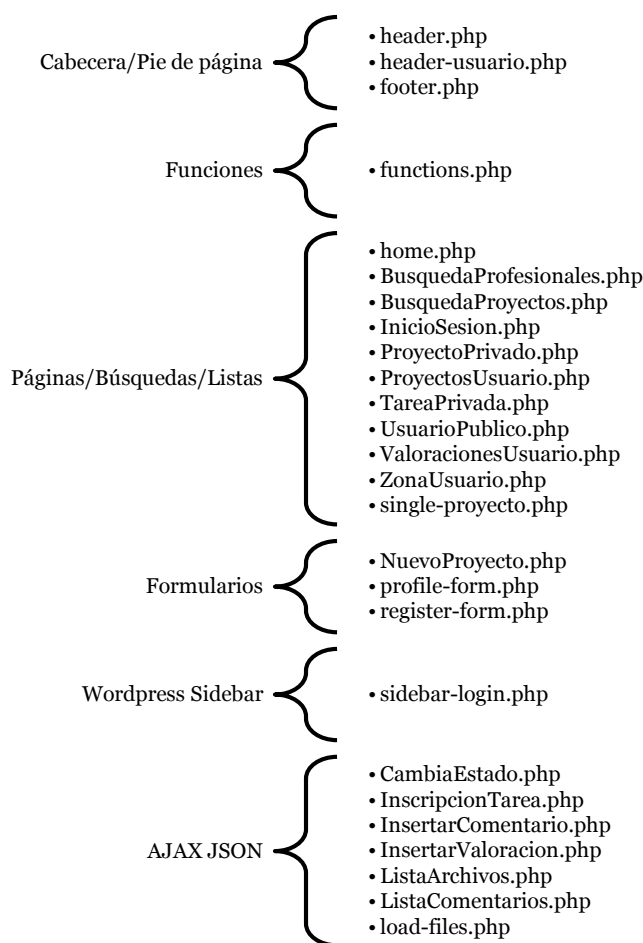 Cabecera/Pie de página
• header.php
• header-usuario.php
• footer.php
Funciones
• functions.php
Páginas/Búsquedas/Listas
• home.php
• BusquedaProfesionales.php
• BusquedaProyectos.php
• InicioSesion.php
• ProyectoPrivado.php
• ProyectosUsuario.php
• TareaPrivada.php
• UsuarioPublico.php
• ValoracionesUsuario.php
• ZonaUsuario.php
• single-proyecto.php
Formularios
• NuevoProyecto.php
• profile-form.php
• register-form.php
Wordpress Sidebar
• sidebar-login.php
AJAX JSON
• CambiaEstado.php
• InscripcionTarea.php
• InsertarComentario.php
• InsertarValoracion.php
• ListaArchivos.php
• ListaComentarios.php
• load-files.php